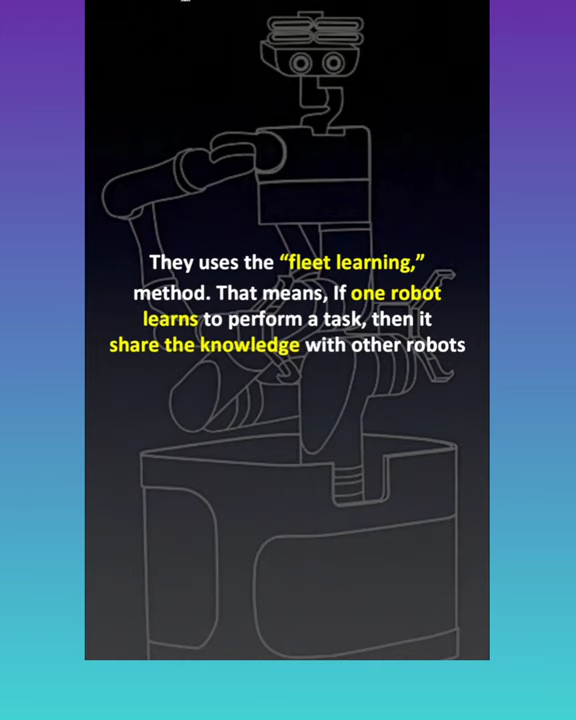 They uses the “fleet learning,”
method. That means, If one robot
learns to perform a task, then it
share the knowledge with other robots